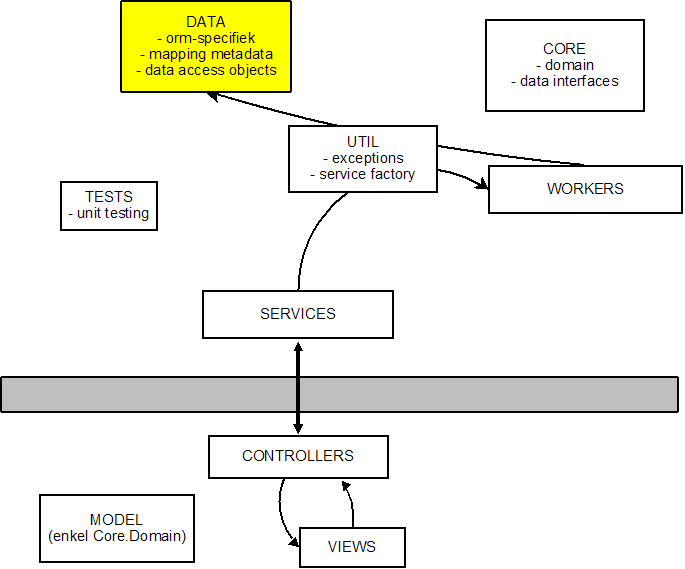 DATA
- orm-specifiek
- mapping metadata
- data access objects
CORE
- domain
- data interfaces
UTIL
- exceptions
- service factory
WORKERS
TESTS
- unit testing
SERVICES
CONTROLLERS
MODEL
(enkel Core.Domain)
VIEWS